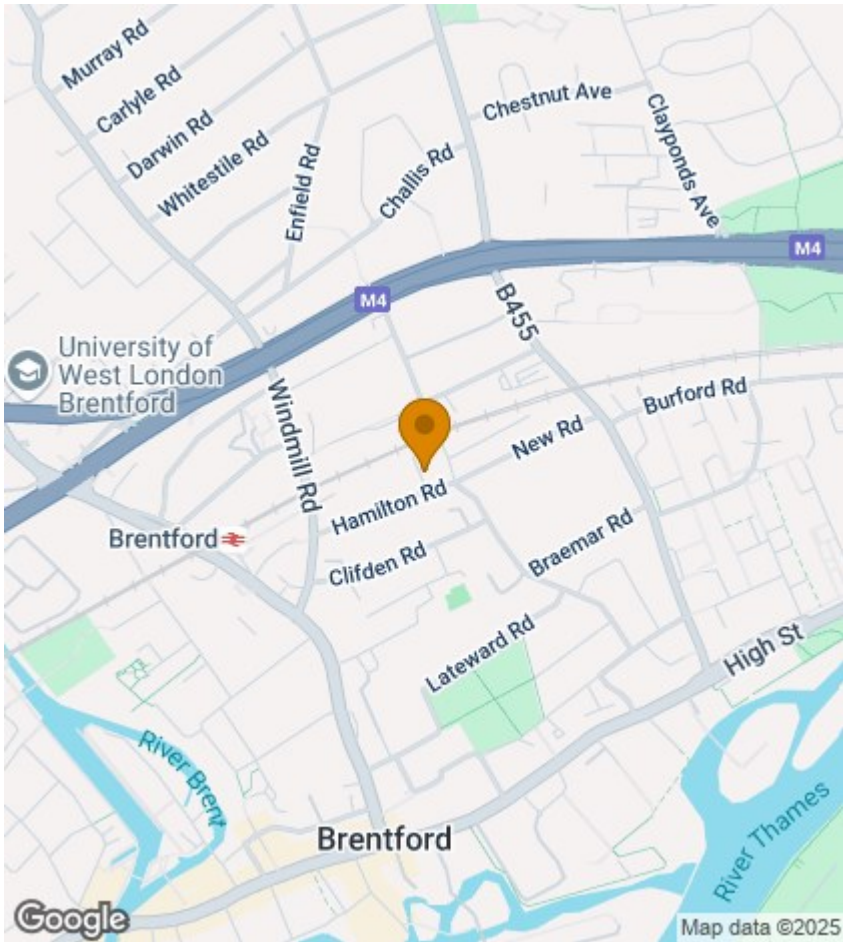 Murray Rd
Carlyle Rd
Darwin Rd
Whitestile Rd
Enfield Rd
Challis Rd
Chestnut Ave
Clayponds Ave
M4
M4
B455
University of
West London
Brentford
Windmill Rd
Burford Rd
New Rd
Hamilton Rd
Brentford
Clifden Rd
Braemar Rd
Lateward Rd
High St
River Brent
River Thames
Brentford
Google
Map data ©2025